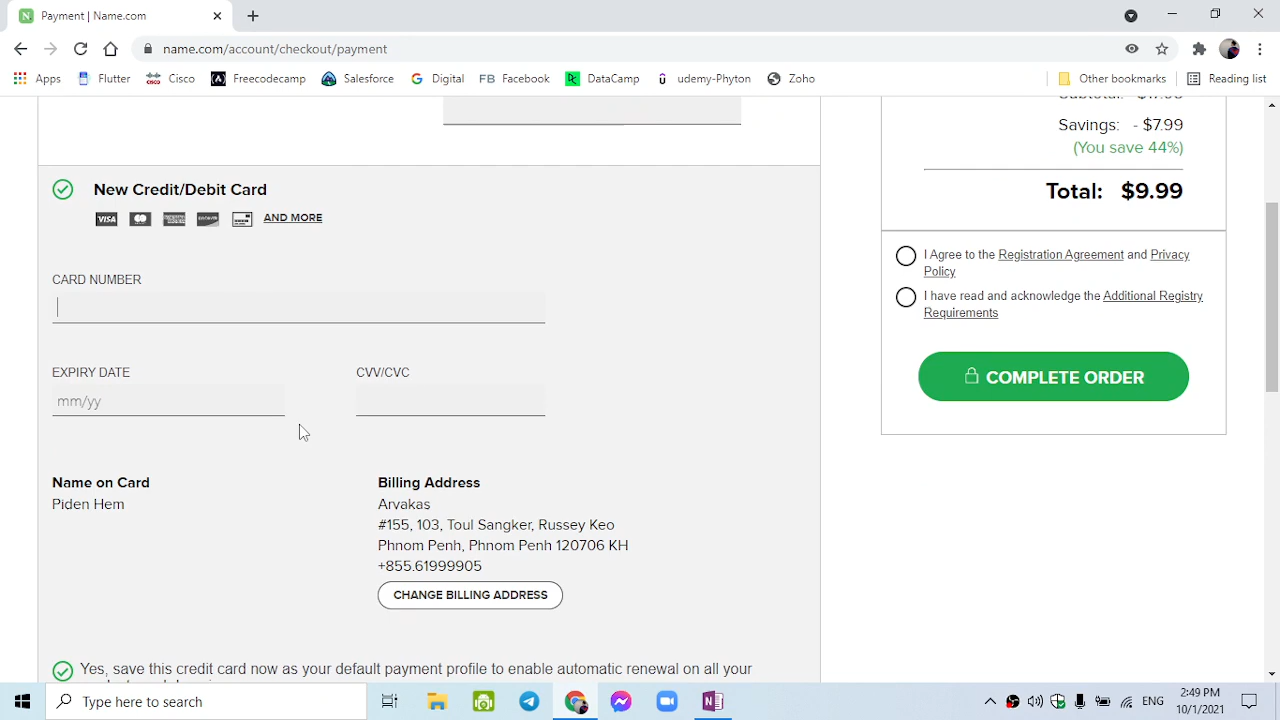 Payment | Name.com
name.com/account/checkout/payment
Apps Flutter Cisco Freecodecamp Salesforce Digital FB Facebook DataCamp udemy-Phyton Zoho Other bookmarks Reading list
Savings: - $7.99
(You save 44%)
Total: $9.99
New Credit/Debit Card
VISA AND MORE
CARD NUMBER
EXPIRY DATE
mm/yy
CVV/CVC
Name on Card
Piden Hem
Billing Address
Arvakas
#155, 103, Toul Sangker, Russey Keo
Phnom Penh, Phnom Penh 120706 KH
+855.61999905
CHANGE BILLING ADDRESS
Yes, save this credit card now as your default payment profile to enable automatic renewal on all your
I Agree to the Registration Agreement and Privacy
Policy
I have read and acknowledge the Additional Registry
Requirements
COMPLETE ORDER
Type here to search
ENG
2:49 PM
10/1/2021